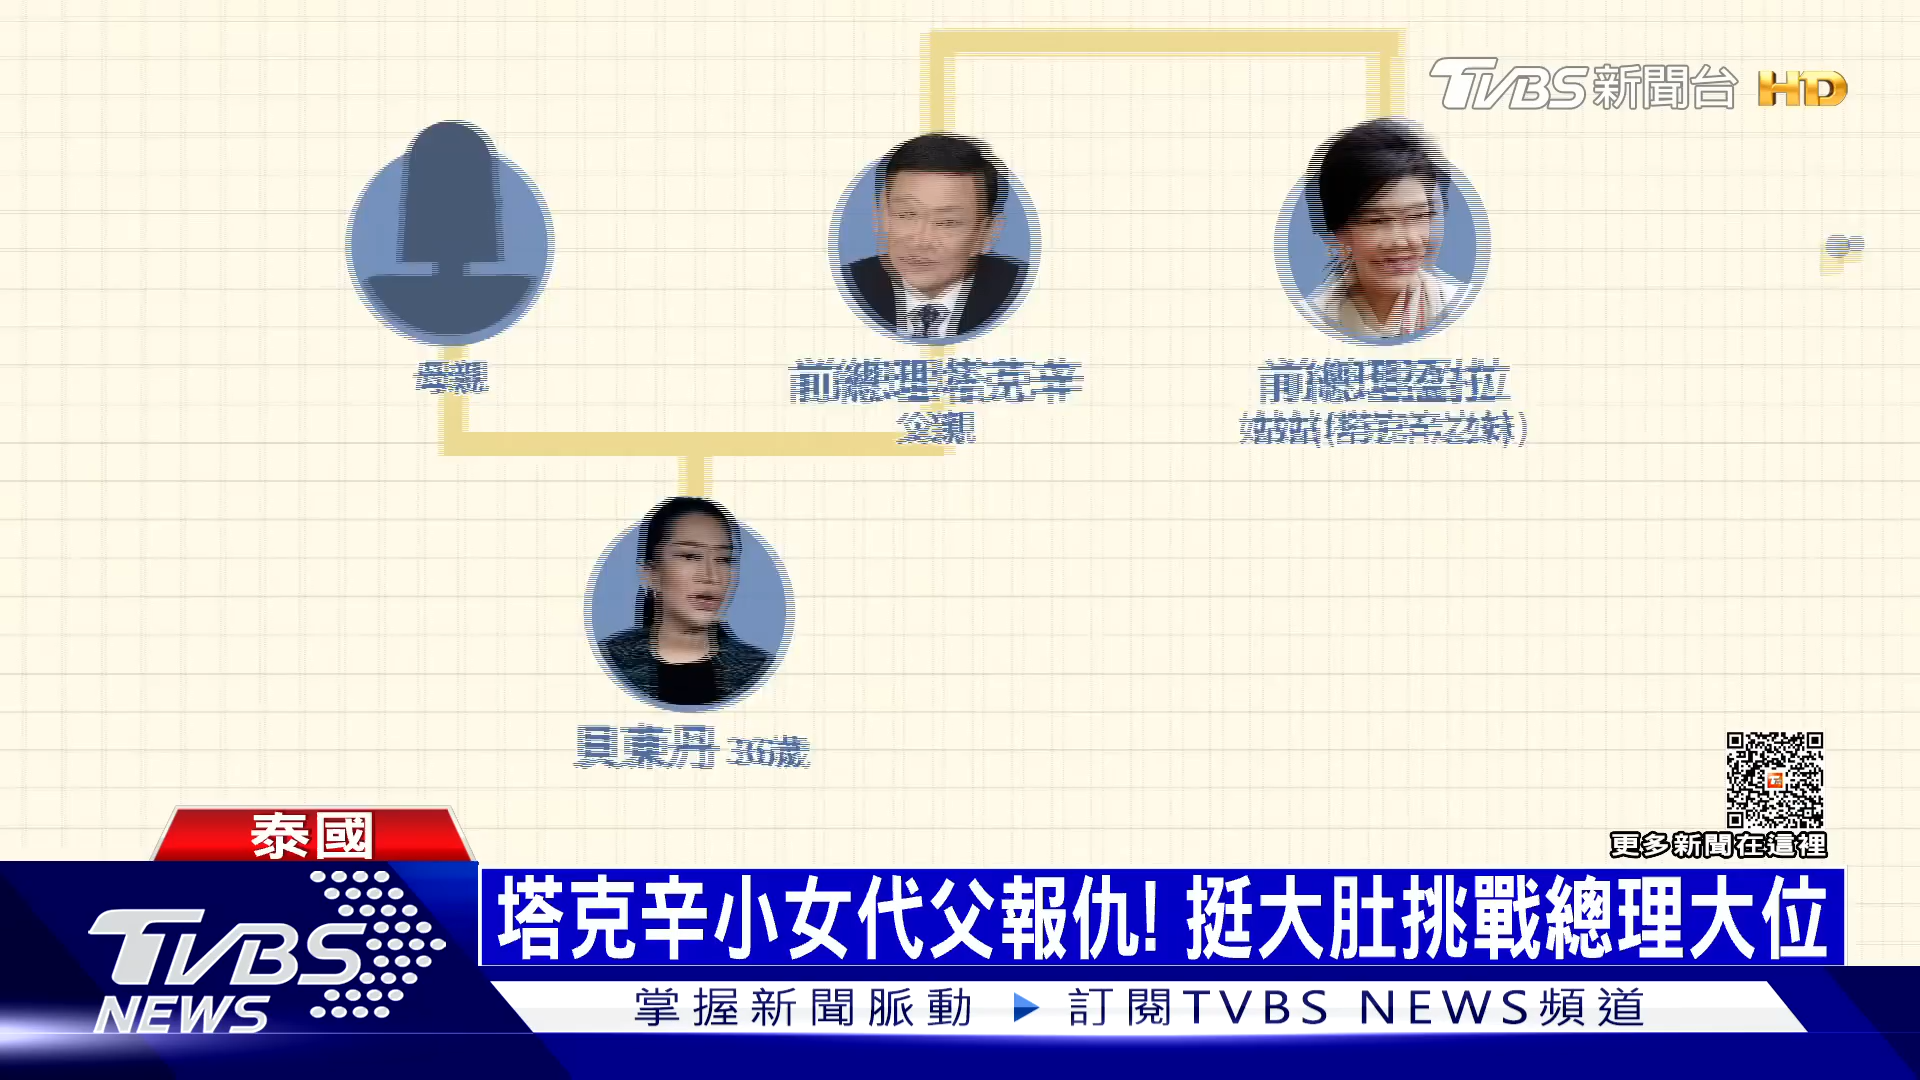 TVBS新聞台 HD
母親
前總理塔克辛
父親
前總理盈拉
姑姑(塔克辛之妹)
貝東丹 36歲
更多新聞在這裡
泰國
塔克辛小女代父報仇! 挺大肚挑戰總理大位
TVBS NEWS
掌握新聞脈動 ▶ 訂閱TVBS NEWS頻道